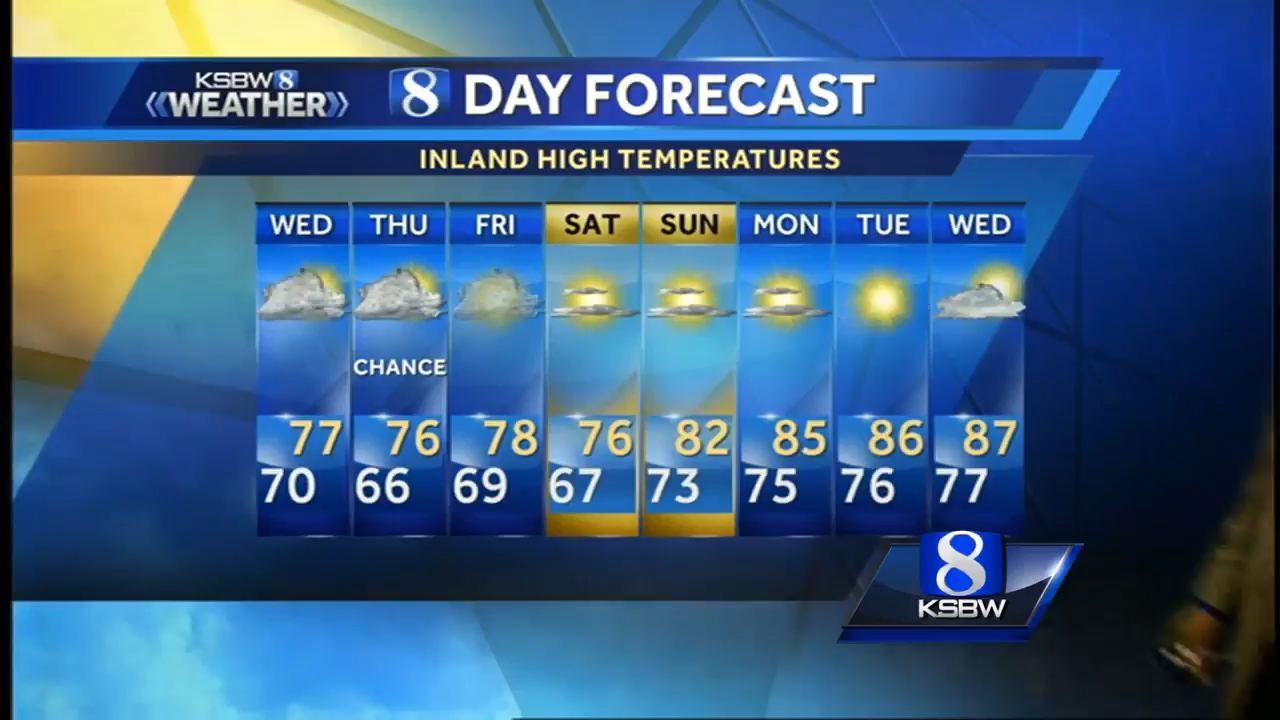 KSBW 8
WEATHER
8 DAY FORECAST
INLAND HIGH TEMPERATURES
WED THU FRI SAT SUN MON TUE WED
CHANCE
77 76 78 76 82 85 86 87
70 66 69 67 73 75 76 77
8
KSBW